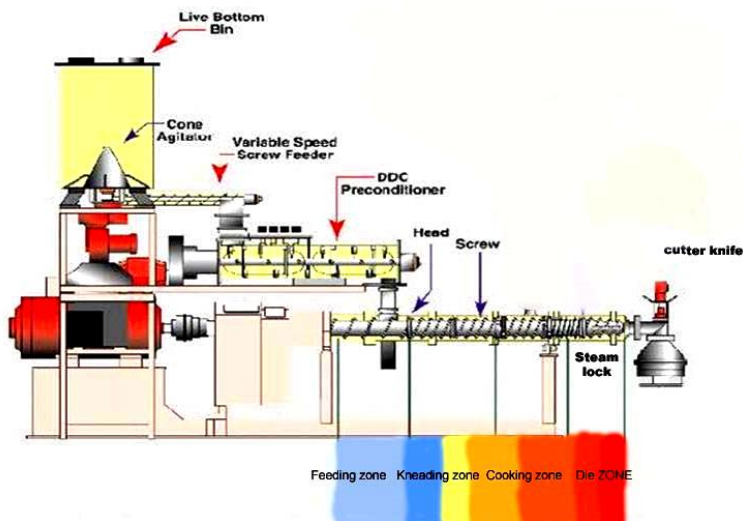 Live Bottom
Bin
Cone
Agitator
Variable Speed
Screw Feeder
DDC
Preconditioner
Head
Screw
cutter knife
Steam
lock
Feeding zone
Kneading zone
Cooking zone
Die ZONE